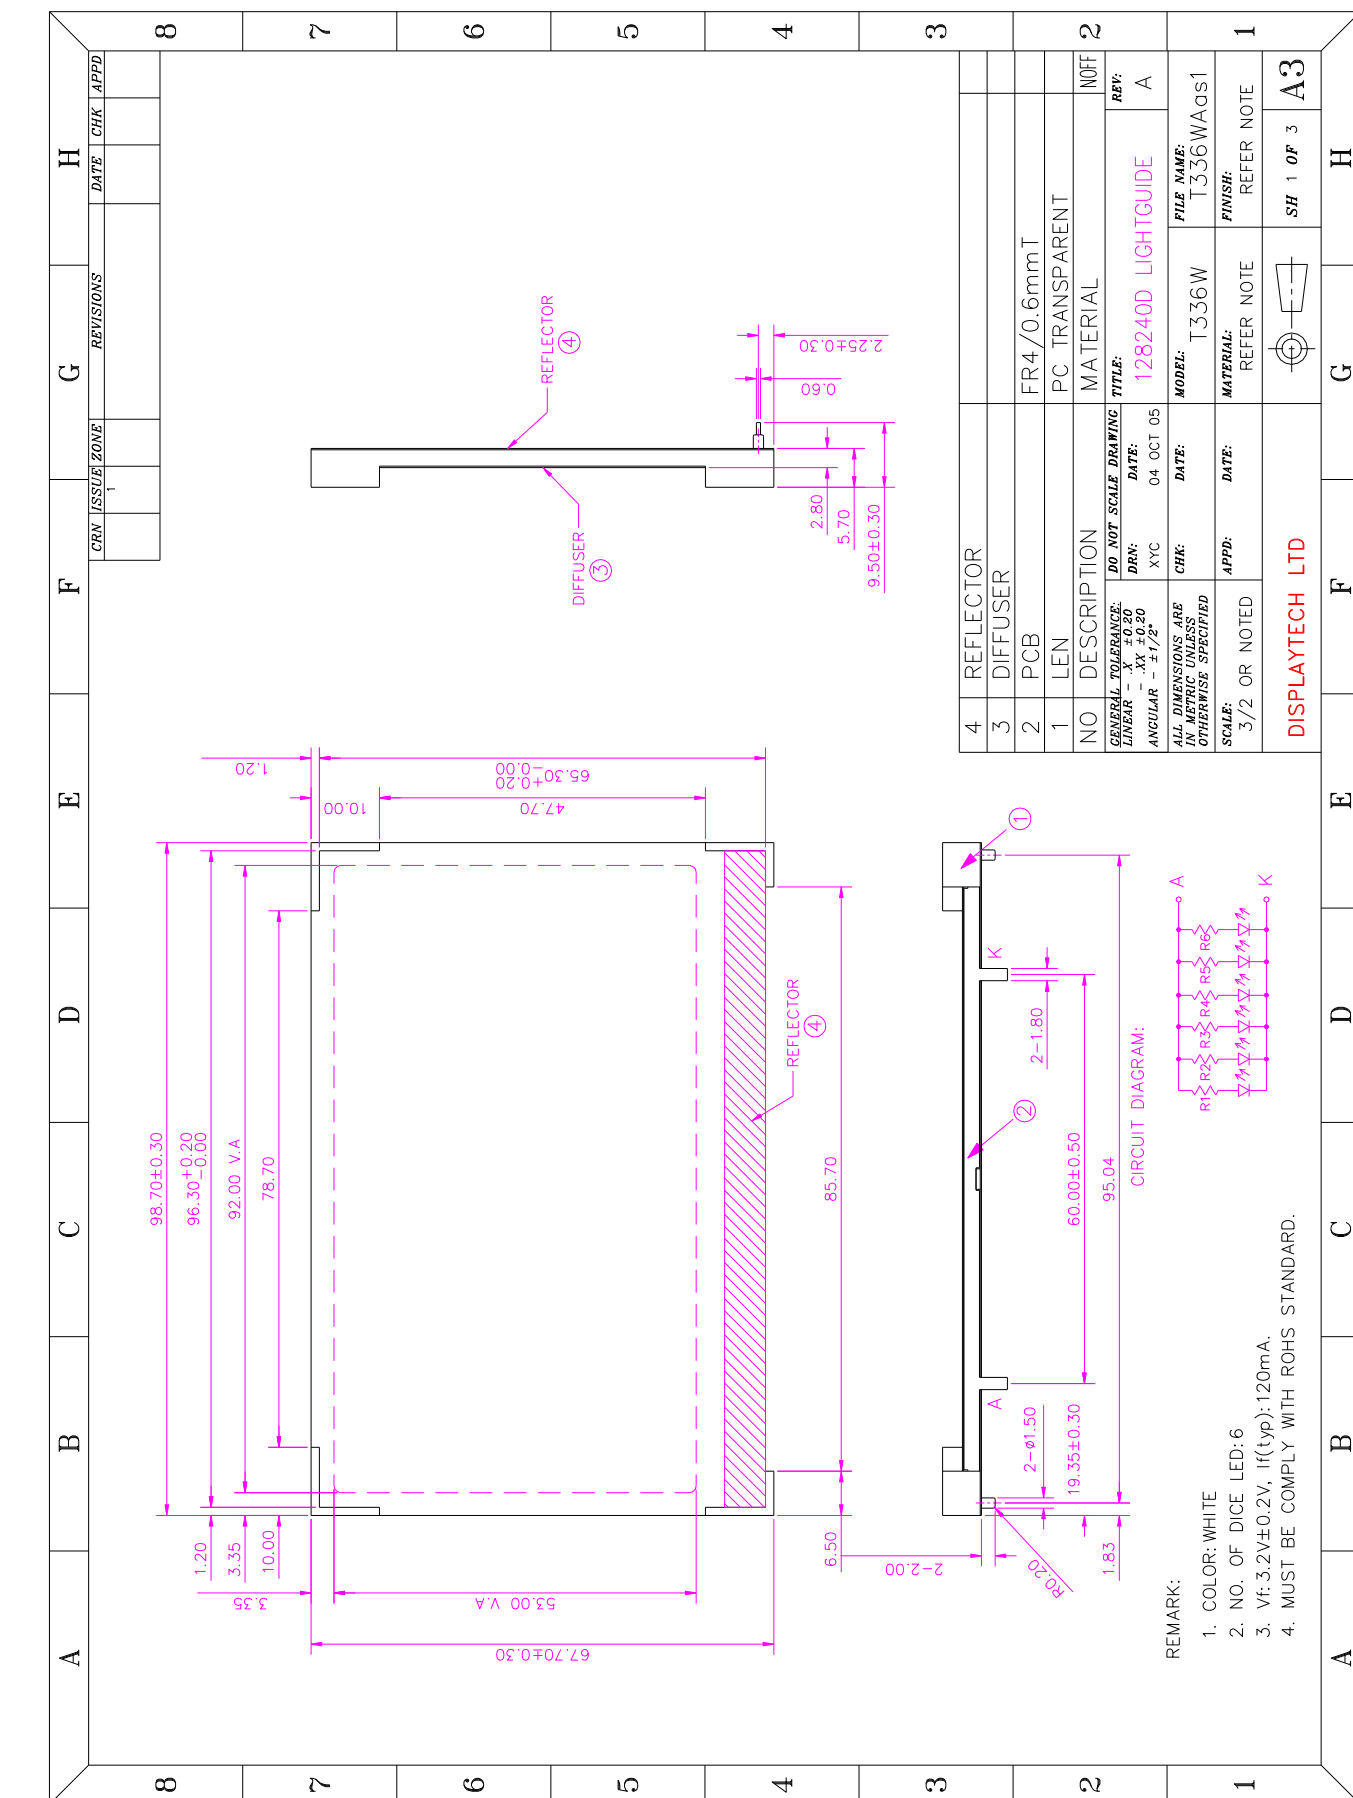 8
7
6
5
4
3
2
1
H
G
F
E
D
C
B
A
CRN
ISSUE
ZONE
REVISIONS
DATE
CHK
APPD
1
98.70±0.30
96.30+0.20
-0.00
92.00 V.A
78.70
1.20
3.35
10.00
3.35
53.00 V.A
67.70±0.30
1.20
10.00
65.30+0.20
-0.00
47.70
REFLECTOR
4
85.70
6.50
DIFFUSER
3
REFLECTOR
4
2.80
5.70
9.50±0.30
0.60
2.25±0.30
1
2
K
A
2-1.80
60.00±0.50
95.04
2-ø1.50
19.35±0.30
1.83
2-2.00
R0.20
CIRCUIT DIAGRAM:
A
K
R1
R2
R3
R4
R5
R6
REMARK:
1. COLOR: WHITE
2. NO. OF DICE LED: 6
3. Vf: 3.2V±0.2V, If(typ): 120mA.
4. MUST BE COMPLY WITH ROHS STANDARD.
4 REFLECTOR
3 DIFFUSER
2 PCB FR4/0.6mmT
1 LEN PC TRANSPARENT
NO DESCRIPTION MATERIAL NOFF
GENERAL TOLERANCE:
LINEAR - .X ±0.20
- .XX ±0.20
ANGULAR - ±1/2°
DO NOT SCALE DRAWING
DRN: DATE:
XYC 04 OCT 05
TITLE:
128240D LIGHTGUIDE
REV:
A
ALL DIMENSIONS ARE
IN METRIC UNLESS
OTHERWISE SPECIFIED
CHK: DATE:
MODEL:
T336W
FILE NAME:
T336WAas1
SCALE:
3/2 OR NOTED
APPD: DATE:
MATERIAL:
REFER NOTE
FINISH:
REFER NOTE
DISPLAYTECH LTD
SH 1 OF 3
A3
8
7
6
5
4
3
2
1
H
G
F
E
D
C
B
A